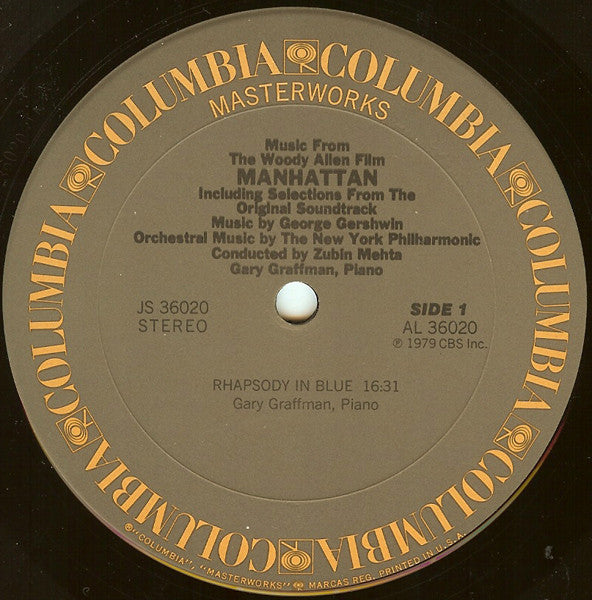 COLUMBIA COLUMBIA COLUMBIA COLUMBIA COLUMBIA COLUMBIA COLUMBIA COLUMBIA
MASTERWORKS
Music From
The Woody Allen Film
MANHATTAN
Including Selections From The
Original Soundtrack
Music by George Gershwin
Orchestral Music by The New York Philharmonic
Conducted by Zubin Mehta
Gary Graffman, Piano
JS 36020
STEREO
SIDE 1
AL 36020
℗ 1979 CBS Inc.
RHAPSODY IN BLUE 16:31
Gary Graffman, Piano
®"COLUMBIA", "MASTERWORKS" MARCAS REG. PRINTED IN U.S.A.